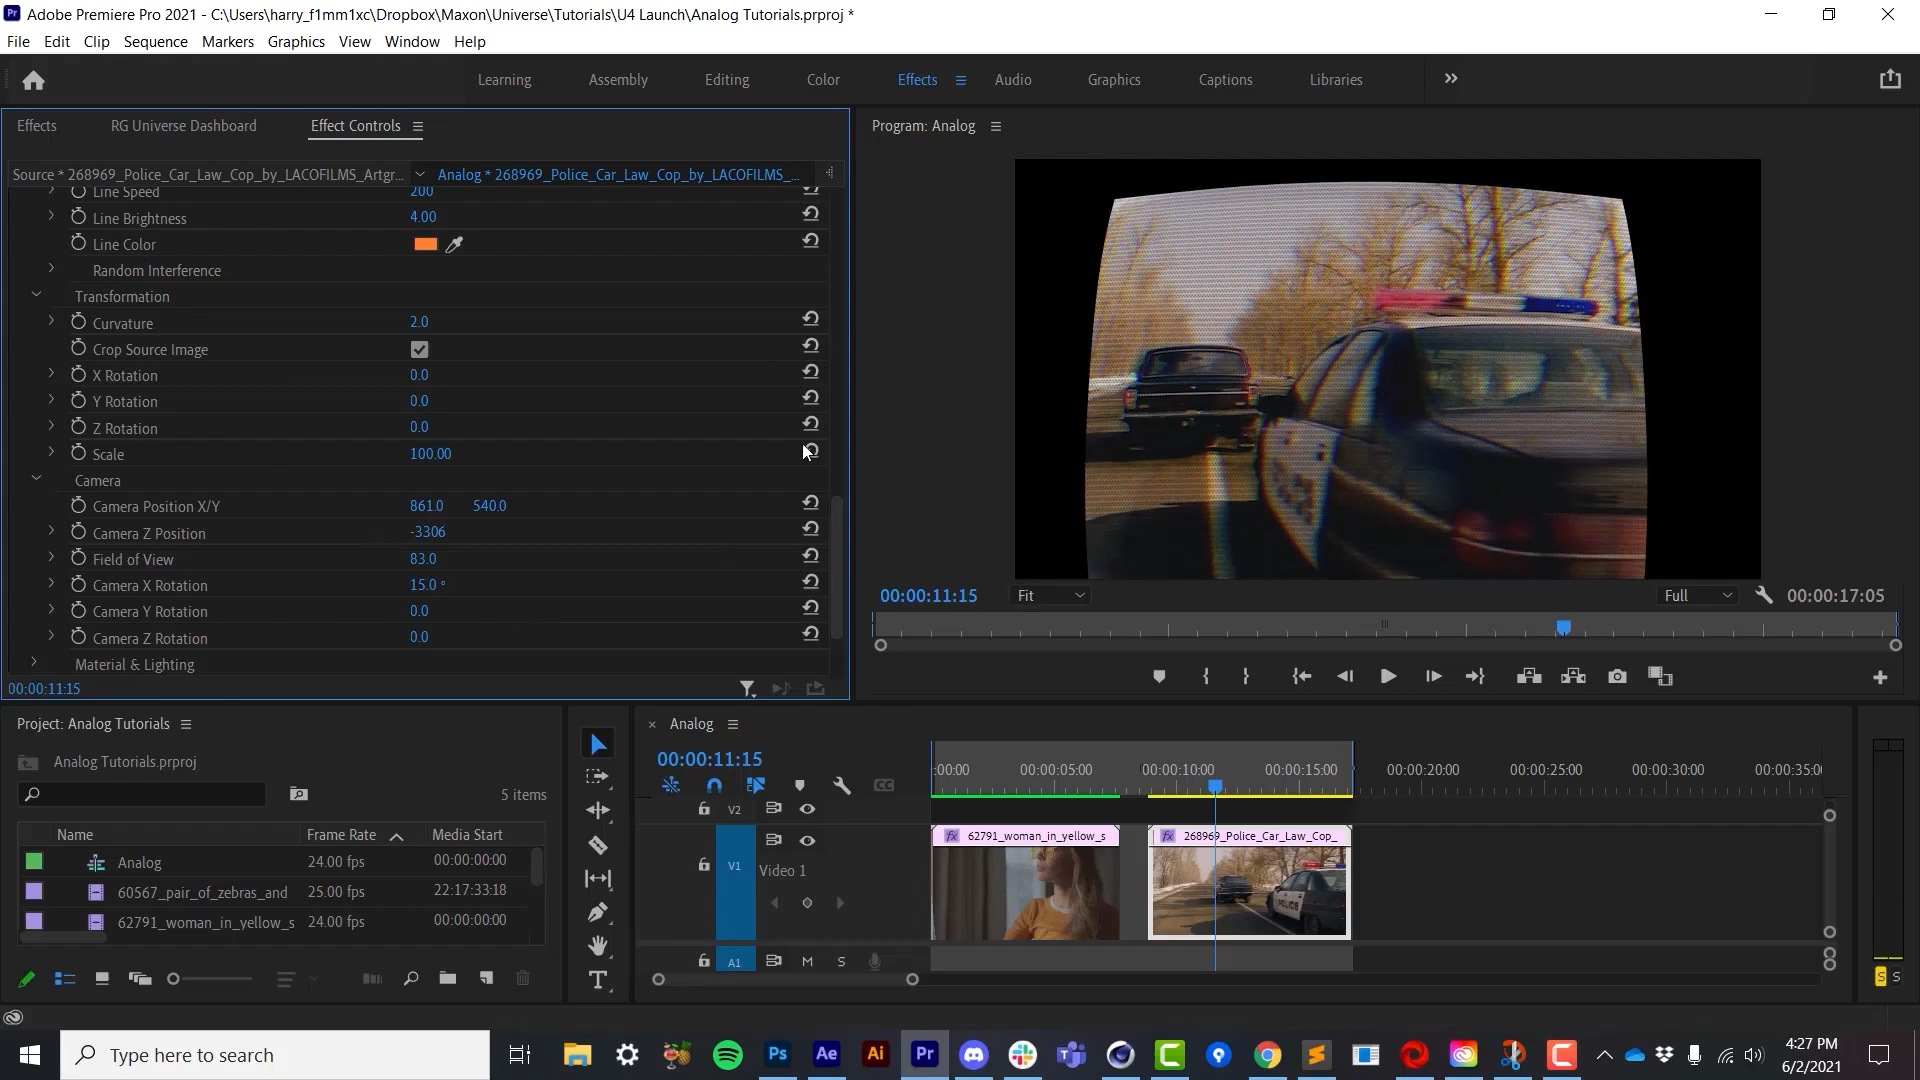 Adobe Premiere Pro 2021 - C:\Users\harry_f1mm1xc\Dropbox\Maxon\Universe\Tutorials\U4 Launch\Analog Tutorials.prproj *
File Edit Clip Sequence Markers Graphics View Window Help
Learning Assembly Editing Color Effects Audio Graphics Captions Libraries
Effects RG Universe Dashboard Effect Controls
Program: Analog
Source * 268969_Police_Car_Law_Cop_by_LACOFILMS_Artgr... Analog * 268969_Police_Car_Law_Cop_by_LACOFILMS_...
Line Speed 200
Line Brightness 4.00
Line Color
Random Interference
Transformation
Curvature 2.0
Crop Source Image
X Rotation 0.0
Y Rotation 0.0
Z Rotation 0.0
Scale 100.00
Camera
Camera Position X/Y 861.0 540.0
Camera Z Position -3306
Field of View 83.0
Camera X Rotation 15.0 °
Camera Y Rotation 0.0
Camera Z Rotation 0.0
Material & Lighting
00:00:11:15
00:00:11:15 Fit Full 00:00:17:05
Project: Analog Tutorials
Analog Tutorials.prproj
5 items
Name Frame Rate Media Start
Analog 24.00 fps 00:00:00:00
60567_pair_of_zebras_and 25.00 fps 22:17:33:18
62791_woman_in_yellow_s 24.00 fps 00:00:00:00
Analog
00:00:11:15
:00:00 00:00:05:00 00:00:10:00 00:00:15:00 00:00:20:00 00:00:25:00 00:00:30:00 00:00:35:0
V2
fx 62791_woman_in_yellow_s fx 268969_Police_Car_Law_Cop_
V1 Video 1
POLICE
A1 M S
S S
Type here to search
Ps Ae Ai Pr
4:27 PM
6/2/2021